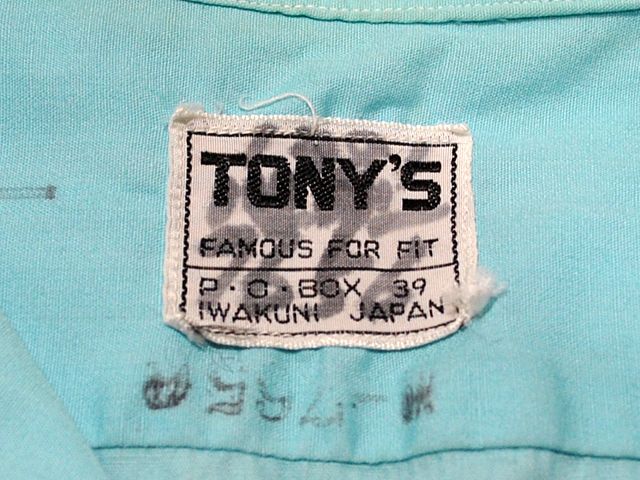 TONY'S
FAMOUS FOR FIT
P·O·BOX 39
IWAKUNI JAPAN